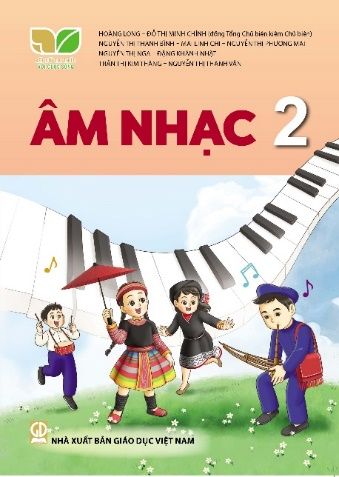 HOÀNG LONG – ĐỖ THỊ MINH CHÍNH (đồng Tổng Chủ biên kiêm Chủ biên)
NGUYỄN THỊ THANH BÌNH – MAI LINH CHI – NGUYỄN THỊ PHƯƠNG MAI
NGUYỄN THỊ NGA – ĐẶNG KHÁNH NHẬT
TRẦN THỊ KIM THĂNG – NGUYỄN THỊ THANH VÂN
ÂM NHẠC 2
NHÀ XUẤT BẢN GIÁO DỤC VIỆT NAM